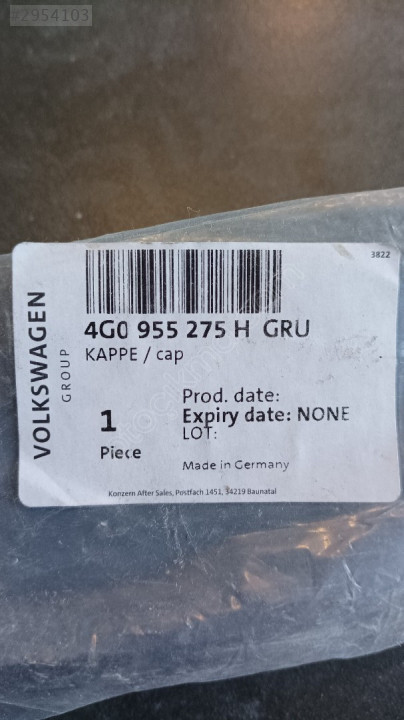 2954103
3822
VOLKSWAGEN
GROUP
4G0 955 275 H GRU
KAPPE / cap
Prod. date:
1
Expiry date: NONE
LOT:
Piece
Made in Germany
Konzern After Sales, Postfach 1451, 34219 Baunatal